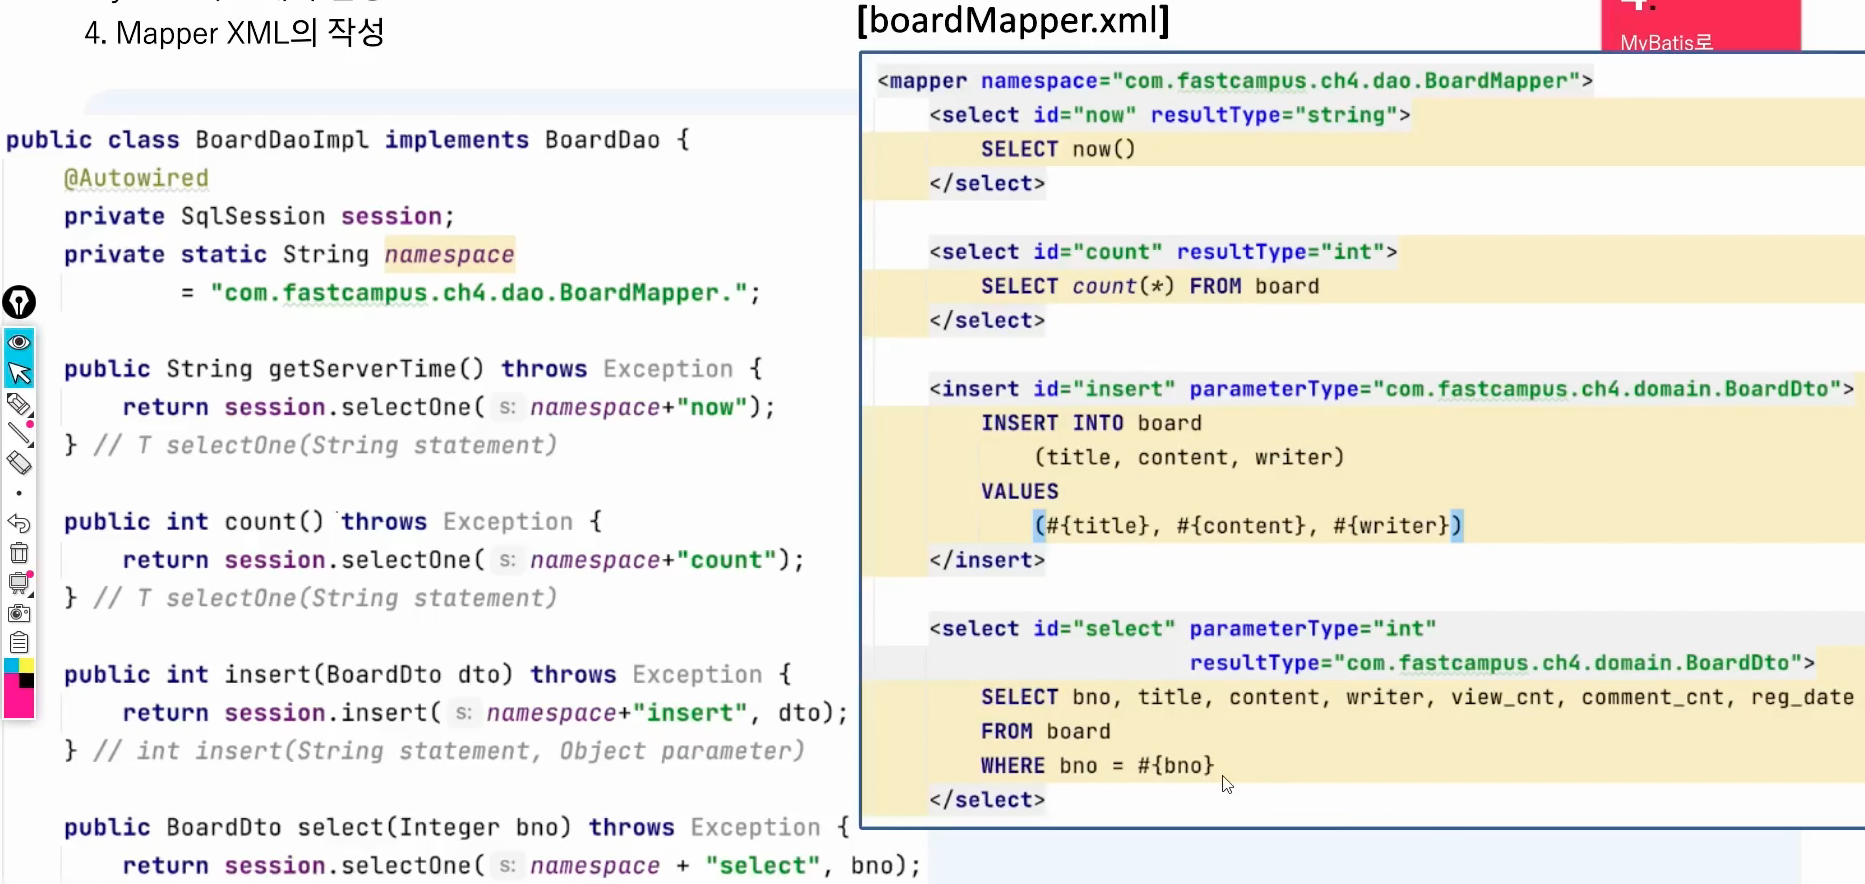 4. Mapper XML의 작성
[boardMapper.xml]
MyBatis로
public class BoardDaoImpl implements BoardDao {
@Autowired
private SqlSession session;
private static String namespace
= "com.fastcampus.ch4.dao.BoardMapper.";
public String getServerTime() throws Exception {
return session.selectOne( s: namespace+"now");
} // T selectOne(String statement)
public int count() throws Exception {
return session.selectOne( s: namespace+"count");
} // T selectOne(String statement)
public int insert(BoardDto dto) throws Exception {
return session.insert( s: namespace+"insert", dto);
} // int insert(String statement, Object parameter)
public BoardDto select(Integer bno) throws Exception {
return session.selectOne( s: namespace + "select", bno);
<mapper namespace="com.fastcampus.ch4.dao.BoardMapper">
<select id="now" resultType="string">
SELECT now()
</select>
<select id="count" resultType="int">
SELECT count(*) FROM board
</select>
<insert id="insert" parameterType="com.fastcampus.ch4.domain.BoardDto">
INSERT INTO board
(title, content, writer)
VALUES
(#{title}, #{content}, #{writer})
</insert>
<select id="select" parameterType="int"
resultType="com.fastcampus.ch4.domain.BoardDto">
SELECT bno, title, content, writer, view_cnt, comment_cnt, reg_date
FROM board
WHERE bno = #{bno}
</select>